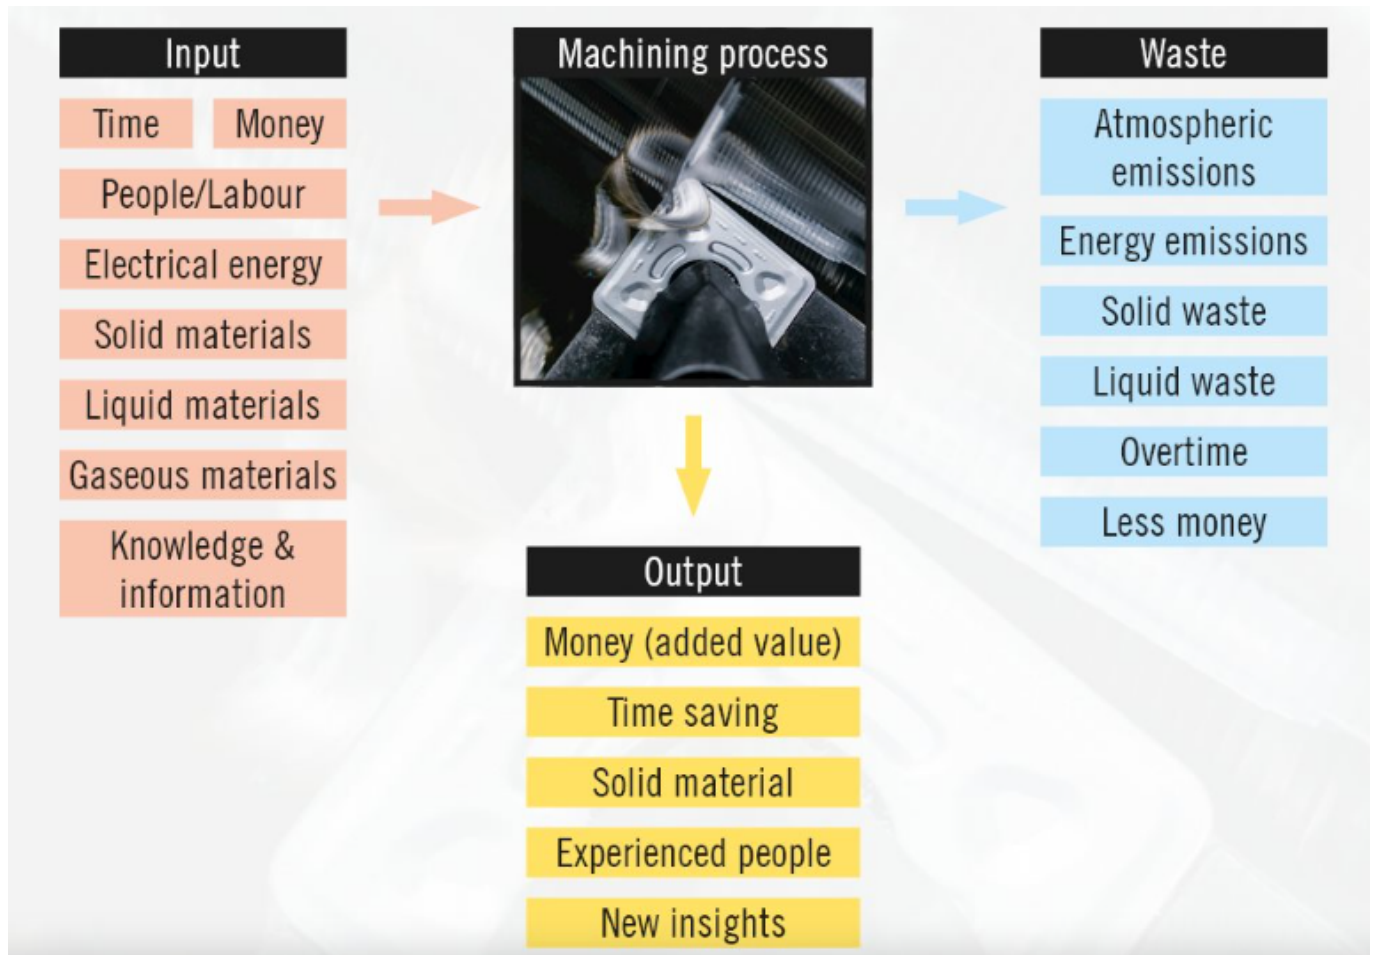 Input
Time
Money
People/Labour
Electrical energy
Solid materials
Liquid materials
Gaseous materials
Knowledge &
information
Machining process
Output
Money (added value)
Time saving
Solid material
Experienced people
New insights
Waste
Atmospheric
emissions
Energy emissions
Solid waste
Liquid waste
Overtime
Less money